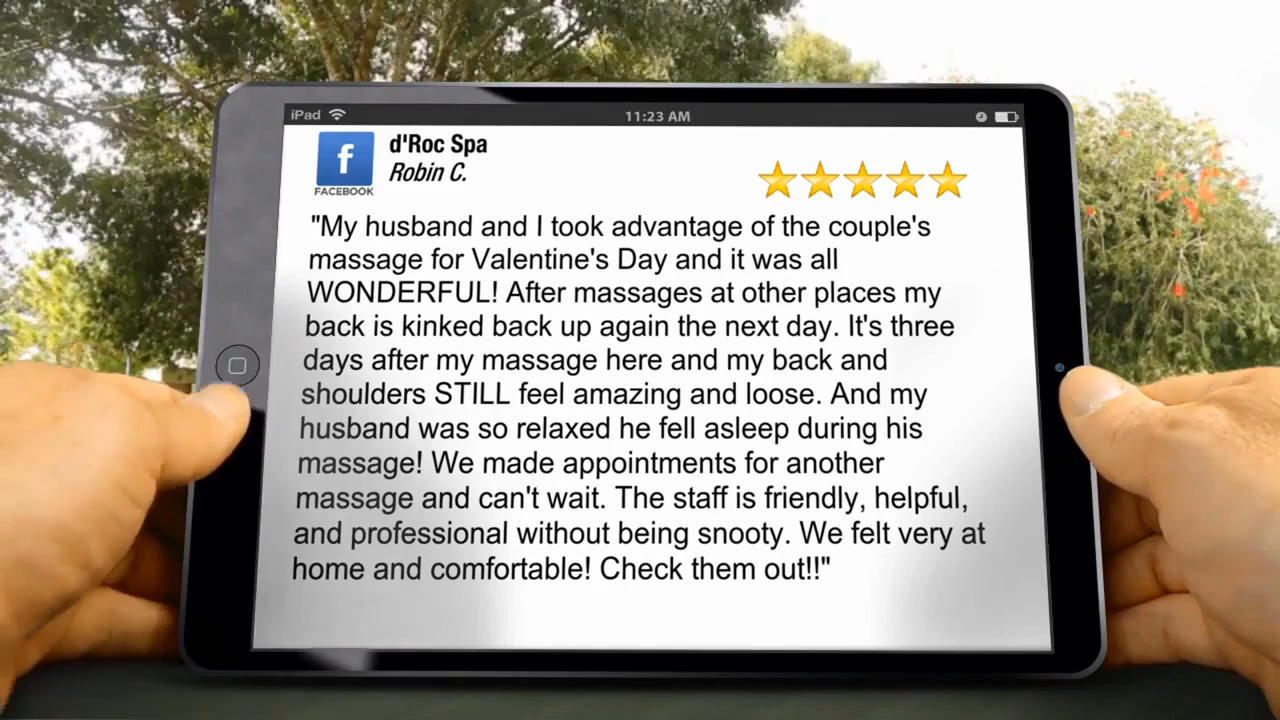 iPad 11:23 AM
f
FACEBOOK
d'Roc Spa
Robin C.
"My husband and I took advantage of the couple's
massage for Valentine's Day and it was all
WONDERFUL! After massages at other places my
back is kinked back up again the next day. It's three
days after my massage here and my back and
shoulders STILL feel amazing and loose. And my
husband was so relaxed he fell asleep during his
massage! We made appointments for another
massage and can't wait. The staff is friendly, helpful,
and professional without being snooty. We felt very at
home and comfortable! Check them out!!"